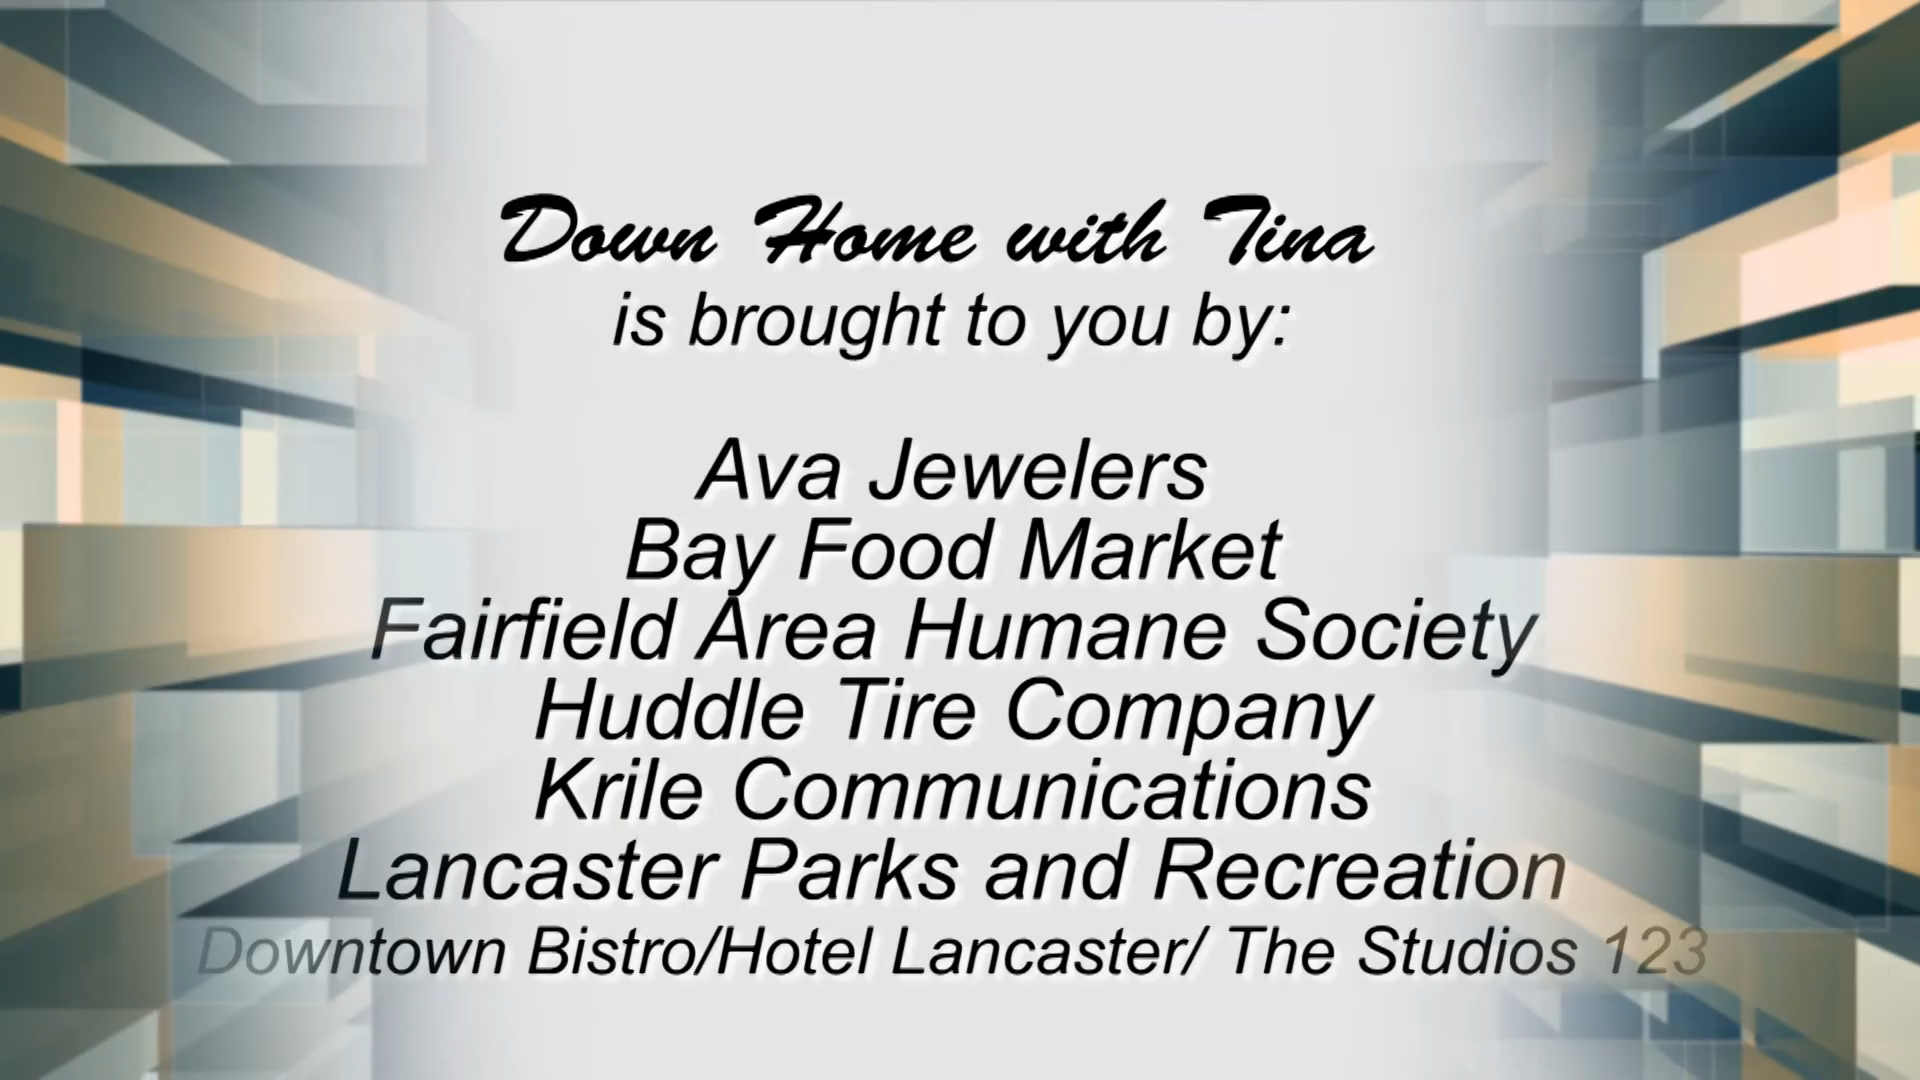 Down Home with Tina
is brought to you by:
Ava Jewelers
Bay Food Market
Fairfield Area Humane Society
Huddle Tire Company
Krile Communications
Lancaster Parks and Recreation
Downtown Bistro/Hotel Lancaster/ The Studios 123